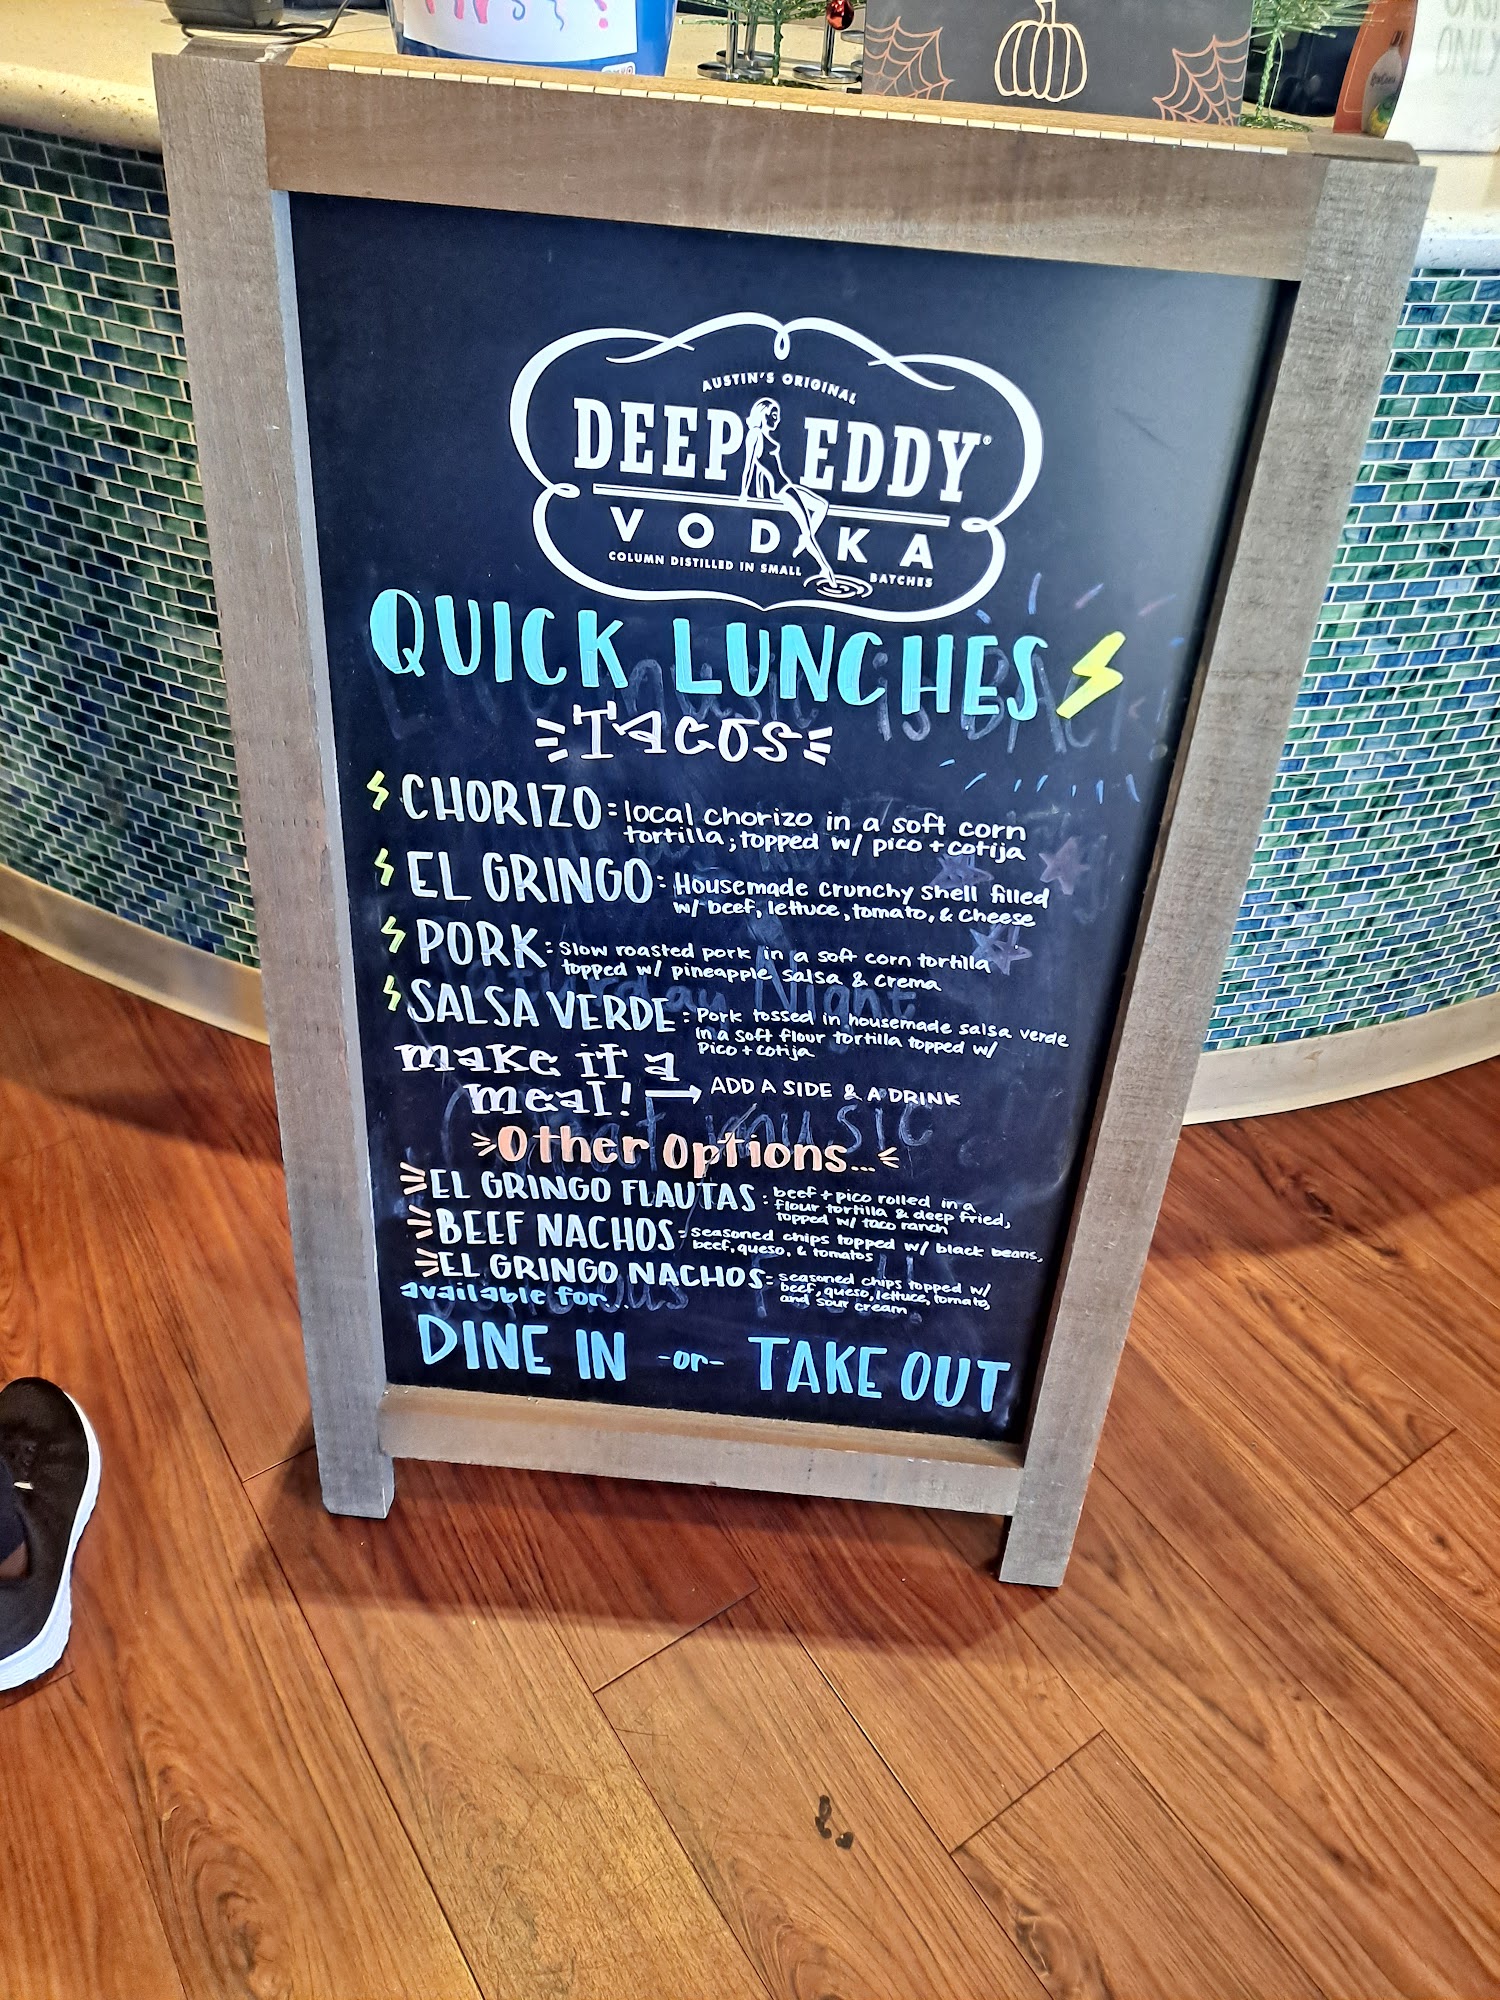 ONLY
AUSTIN'S ORIGINAL
DEEP EDDY®
VODKA
COLUMN DISTILLED IN SMALL BATCHES
QUICK LUNCHES
TACOS
CHORIZO: local chorizo in a soft corn
tortilla; topped w/ pico + cotija
EL GRINGO: Housemade crunchy shell filled
w/ beef, lettuce, tomato, & cheese
PORK: Slow roasted pork in a soft corn tortilla
topped w/ pineapple salsa & crema
SALSA VERDE: Pork tossed in housemade salsa verde
in a soft flour tortilla topped w/
Pico + cotija
make it a
meal! → ADD A SIDE & A DRINK
Other Options...
EL GRINGO FLAUTAS: beef + pico rolled in a
flour tortilla & deep fried,
topped w/ taco ranch
BEEF NACHOS: seasoned chips topped w/ black beans,
beef, queso, & tomatos
EL GRINGO NACHOS: seasoned chips topped w/
beef, queso, lettuce, tomato,
and sour cream
available for...
DINE IN -or- TAKE OUT